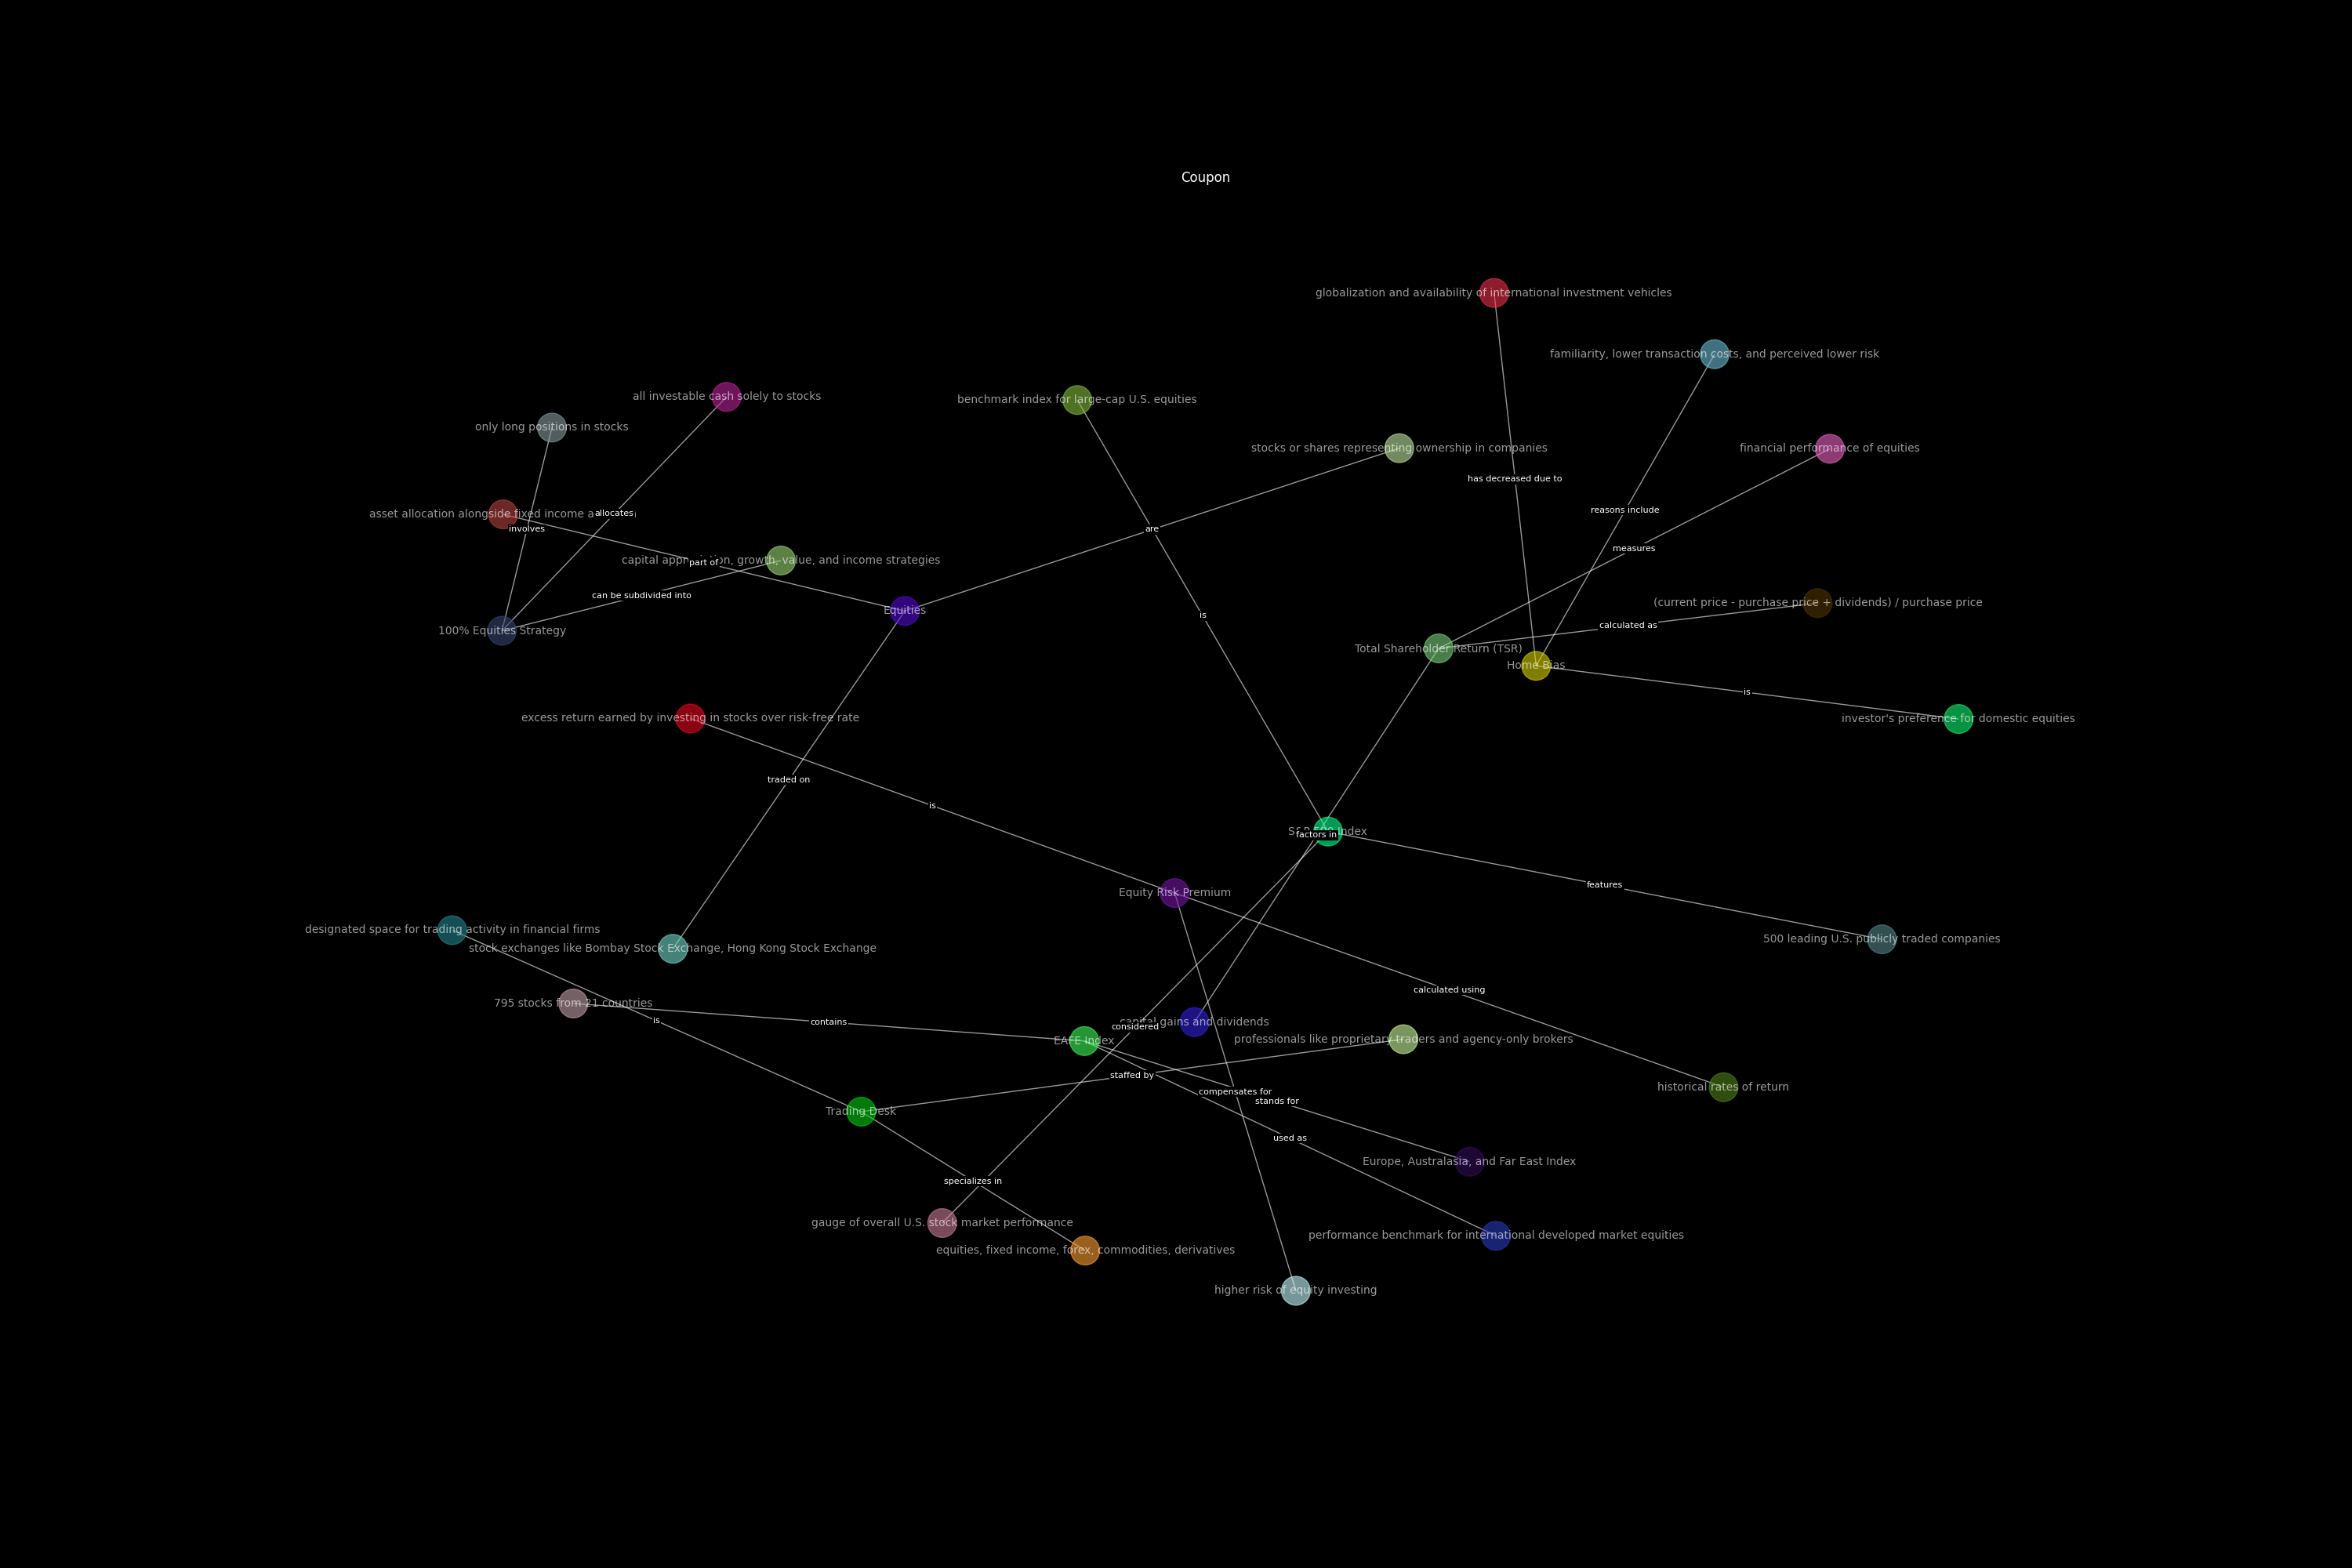 Coupon
globalization and availability of international investment vehicles
familiarity, lower transaction costs, and perceived lower risk
all investable cash solely to stocks
benchmark index for large-cap U.S. equities
only long positions in stocks
stocks or shares representing ownership in companies
financial performance of equities
has decreased due to
reasons include
asset allocation alongside fixed income
allocates
involves
are
measures
capital, growth, value, and income strategies
part of
can be subdivided into
(current price - purchase price + dividends) / purchase price
Equities
is
calculated as
100% Equities Strategy
Total Shareholder Return (TSR)
Home Bias
is
excess return earned by investing in stocks over risk-free rate
investor's preference for domestic equities
traded on
is
S&P 500 Index
factors in
features
Equity Risk Premium
designated space for trading activity in financial firms
500 leading U.S. publicly traded companies
stock exchanges like Bombay Stock Exchange, Hong Kong Stock Exchange
calculated using
795 stocks from 21 countries
is
contains
capital gains and dividends
considered
EAFE Index
professionals like proprietary traders and agency-only brokers
staffed by
historical rates of return
compensates for
stands for
Trading Desk
used as
Europe, Australasia, and Far East Index
specializes in
gauge of overall U.S. stock market performance
performance benchmark for international developed market equities
equities, fixed income, forex, commodities, derivatives
higher risk of equity investing